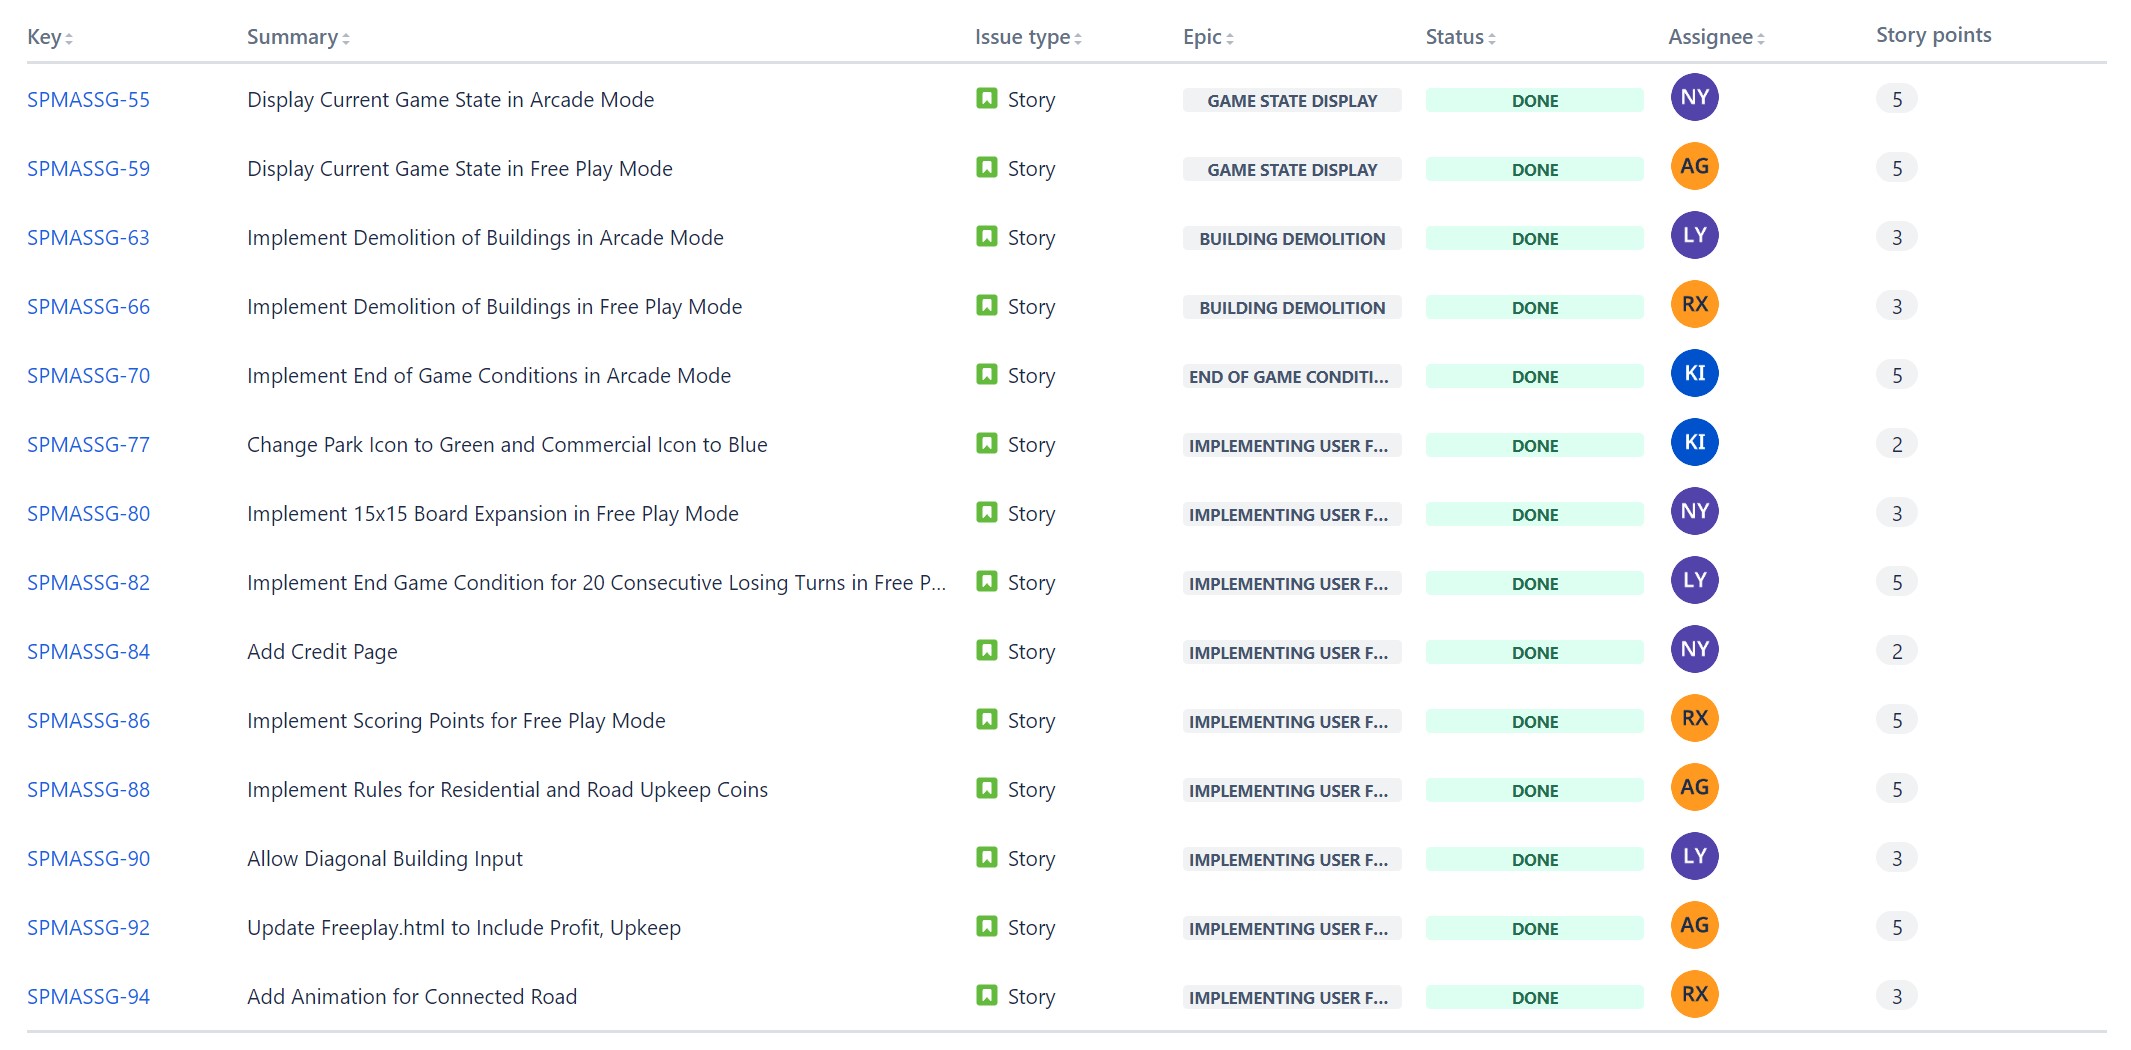 Key Summary Issue type Epic Status Assignee Story points
SPMASSG-55 Display Current Game State in Arcade Mode Story GAME STATE DISPLAY DONE NY 5
SPMASSG-59 Display Current Game State in Free Play Mode Story GAME STATE DISPLAY DONE AG 5
SPMASSG-63 Implement Demolition of Buildings in Arcade Mode Story BUILDING DEMOLITION DONE LY 3
SPMASSG-66 Implement Demolition of Buildings in Free Play Mode Story BUILDING DEMOLITION DONE RX 3
SPMASSG-70 Implement End of Game Conditions in Arcade Mode Story END OF GAME CONDITI... DONE KI 5
SPMASSG-77 Change Park Icon to Green and Commercial Icon to Blue Story IMPLEMENTING USER F... DONE KI 2
SPMASSG-80 Implement 15x15 Board Expansion in Free Play Mode Story IMPLEMENTING USER F... DONE NY 3
SPMASSG-82 Implement End Game Condition for 20 Consecutive Losing Turns in Free P... Story IMPLEMENTING USER F... DONE LY 5
SPMASSG-84 Add Credit Page Story IMPLEMENTING USER F... DONE NY 2
SPMASSG-86 Implement Scoring Points for Free Play Mode Story IMPLEMENTING USER F... DONE RX 5
SPMASSG-88 Implement Rules for Residential and Road Upkeep Coins Story IMPLEMENTING USER F... DONE AG 5
SPMASSG-90 Allow Diagonal Building Input Story IMPLEMENTING USER F... DONE LY 3
SPMASSG-92 Update Freeplay.html to Include Profit, Upkeep Story IMPLEMENTING USER F... DONE AG 5
SPMASSG-94 Add Animation for Connected Road Story IMPLEMENTING USER F... DONE RX 3